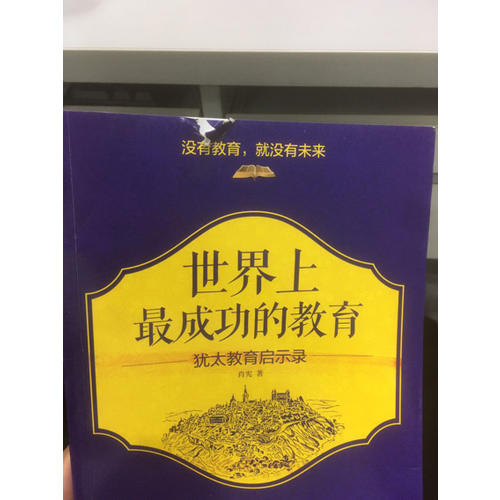 没有教育，就没有未来
世界上
最成功的教育
犹太教育启示录
肖宪 著